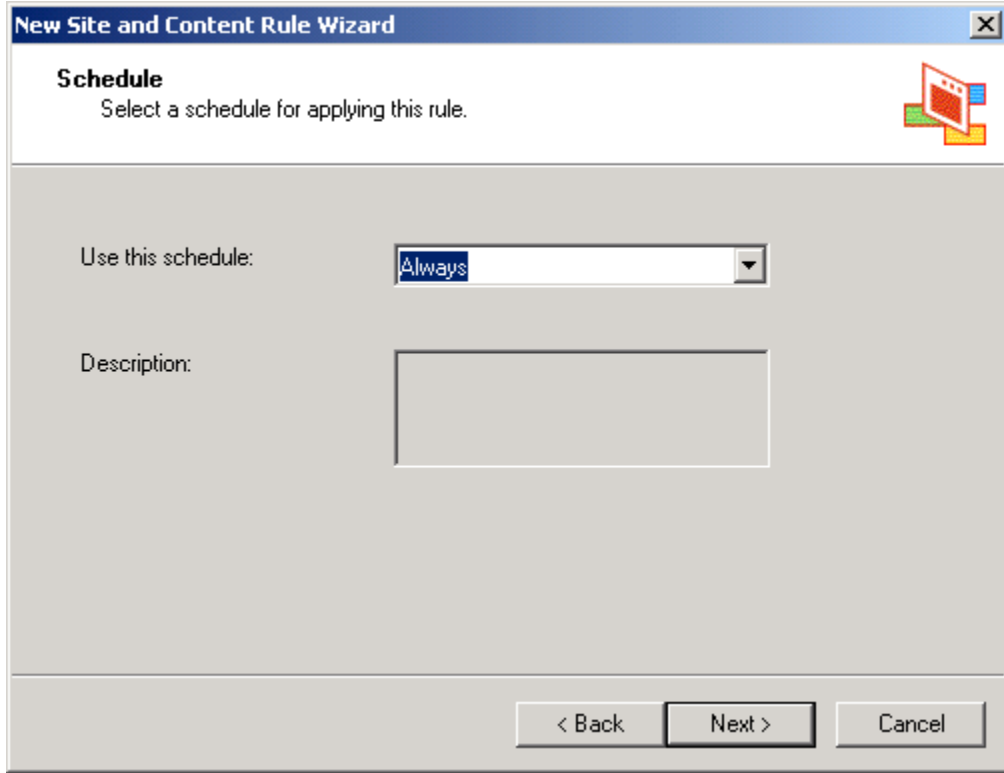 New Site and Content Rule Wizard
Schedule
Select a schedule for applying this rule.
Use this schedule:
Always
Description:
< Back
Next >
Cancel